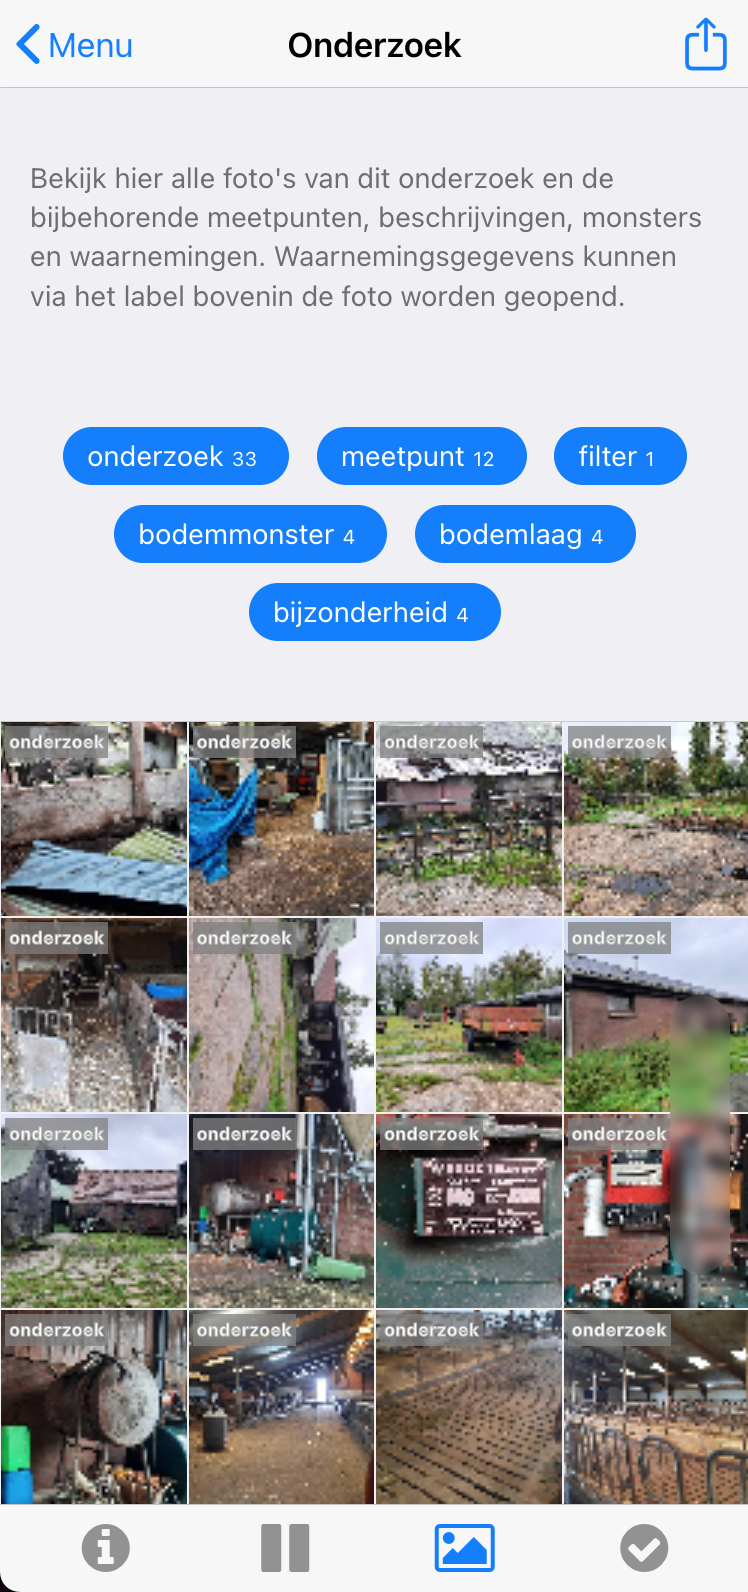 Menu
Onderzoek
Bekijk hier alle foto's van dit onderzoek en de
bijbehorende meetpunten, beschrijvingen, monsters
en waarnemingen. Waarnemingsgegevens kunnen
via het label bovenin de foto worden geopend.
onderzoek 33
meetpunt 12
filter 1
bodemmonster 4
bodemlaag 4
bijzonderheid 4
onderzoek onderzoek onderzoek onderzoek
onderzoek onderzoek onderzoek onderzoek
onderzoek onderzoek onderzoek onderzoek
onderzoek onderzoek onderzoek onderzoek